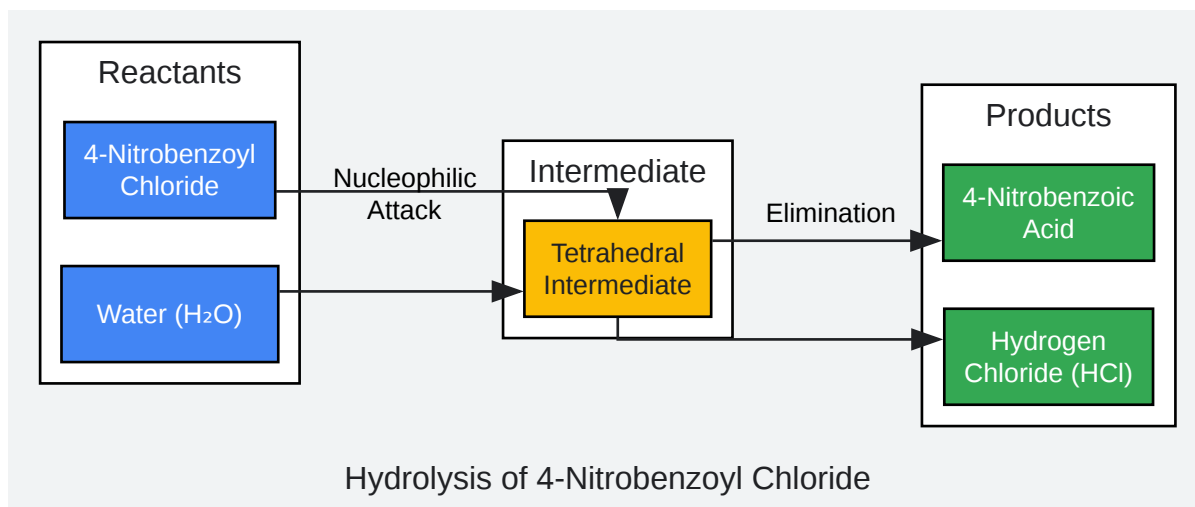 Reactants
4-Nitrobenzoyl
Chloride
Water (H₂O)
Nucleophilic
Attack
Intermediate
Tetrahedral
Intermediate
Elimination
Products
4-Nitrobenzoic
Acid
Hydrogen
Chloride (HCl)
Hydrolysis of 4-Nitrobenzoyl Chloride